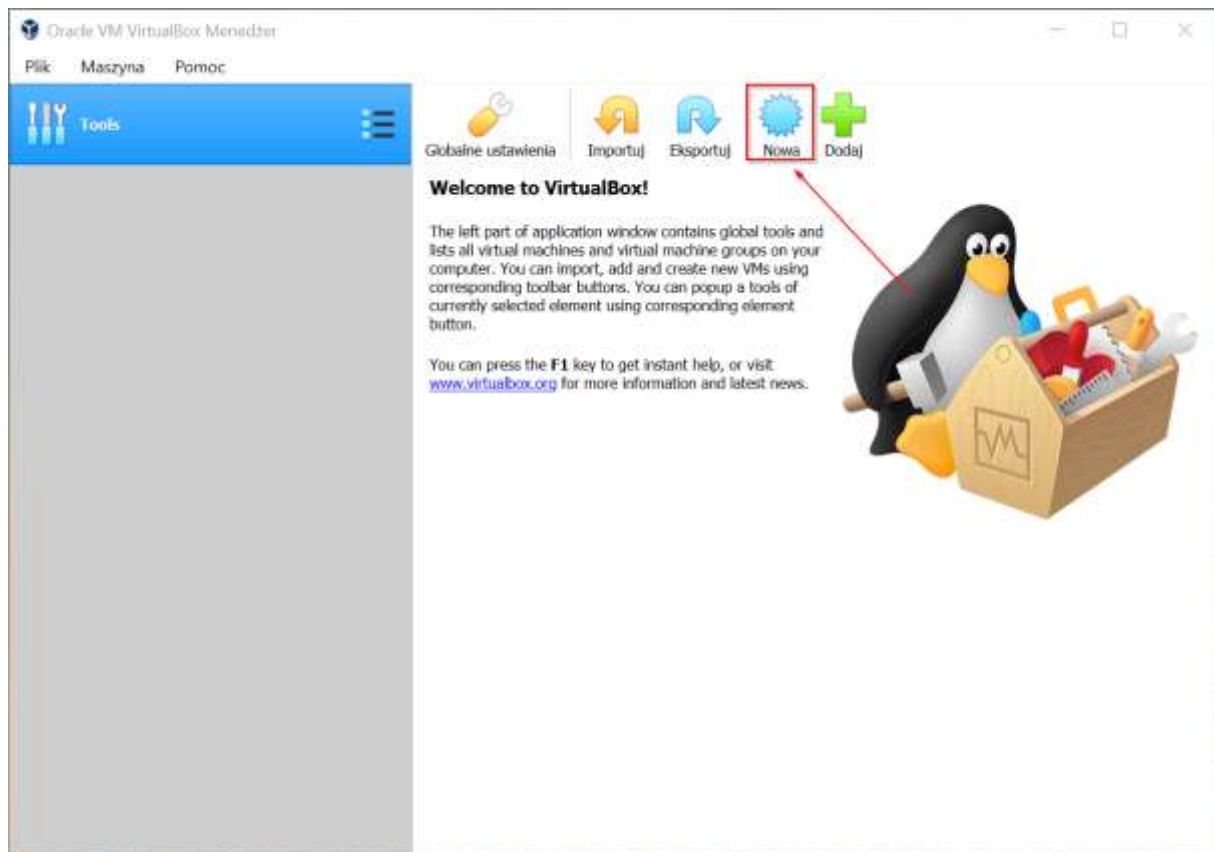 Oracle VM VirtualBox Menedżer
Plik Maszyna Pomoc
Tools
Globalne ustawienia Importuj Eksportuj Nowa Dodaj
Welcome to VirtualBox!
The left part of application window contains global tools and
lists all virtual machines and virtual machine groups on your
computer. You can import, add and create new VMs using
corresponding toolbar buttons. You can popup a tools of
currently selected element using corresponding element
button.
You can press the F1 key to get instant help, or visit
www.virtualbox.org for more information and latest news.